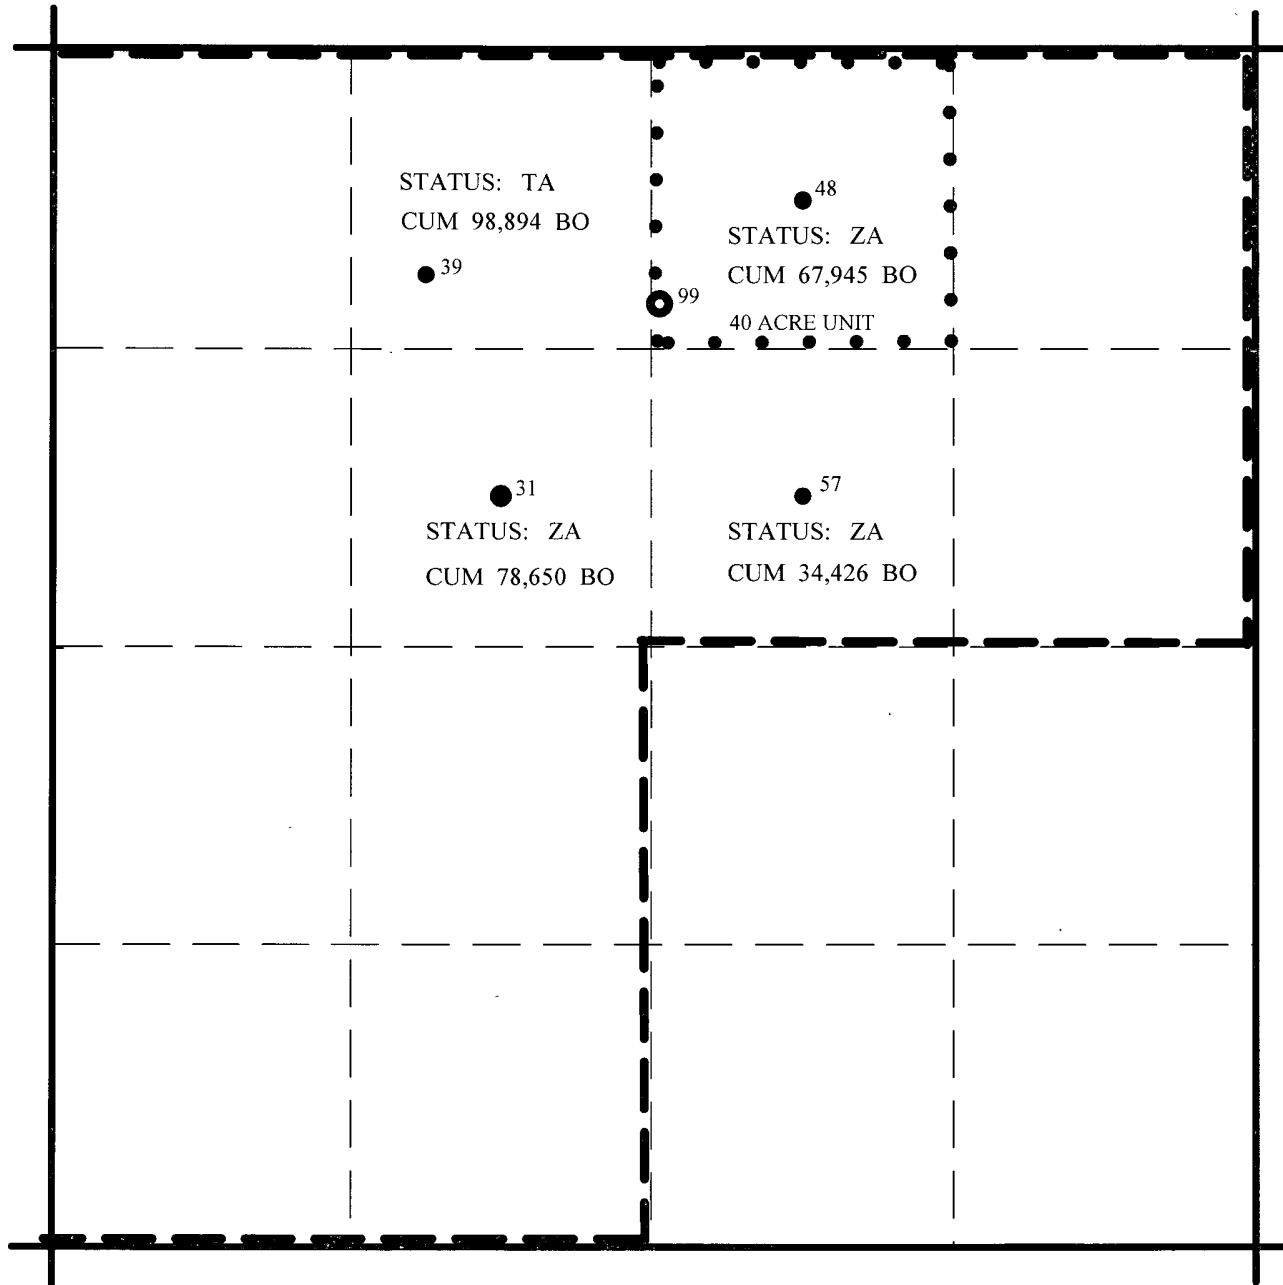 STATUS: TA
CUM 98,894 BO
39
48
STATUS: ZA
CUM 67,945 BO
99
40 ACRE UNIT
31
STATUS: ZA
CUM 78,650 BO
57
STATUS: ZA
CUM 34,426 BO